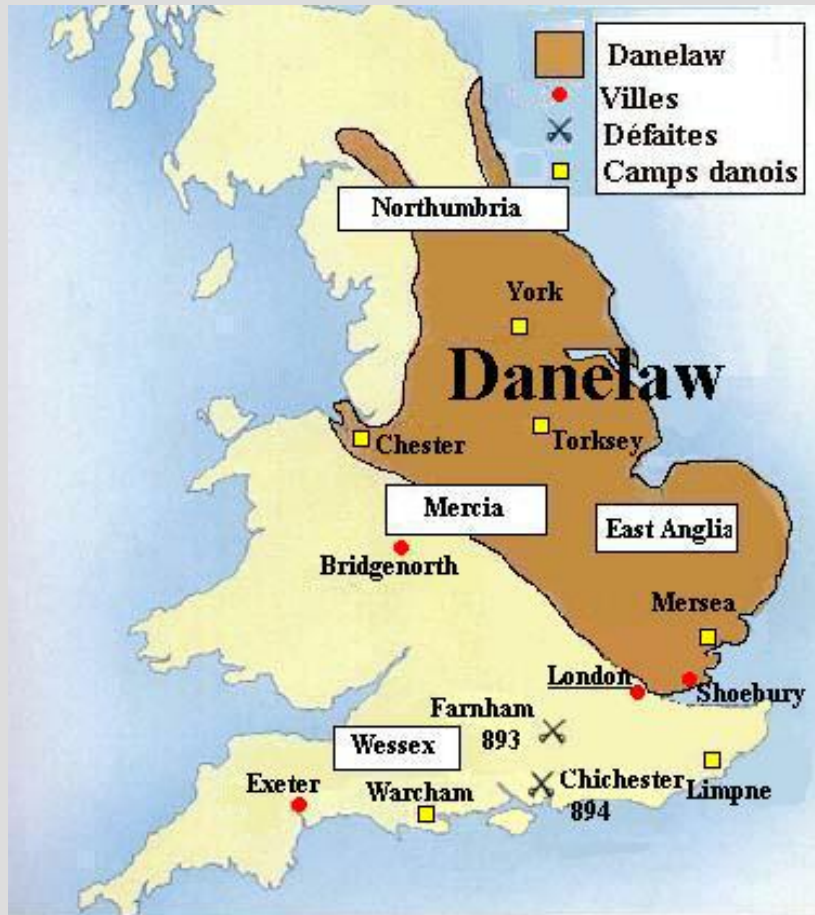 Danelaw
Villes
Défaites
Camps danois
Northumbria
York
Danelaw
Chester
Torksey
Mercia
East Anglia
Bridgenorth
Mersea
London
Shoebury
Farnham
893
Wessex
Exeter
Warcham
Chichester
894
Limpne